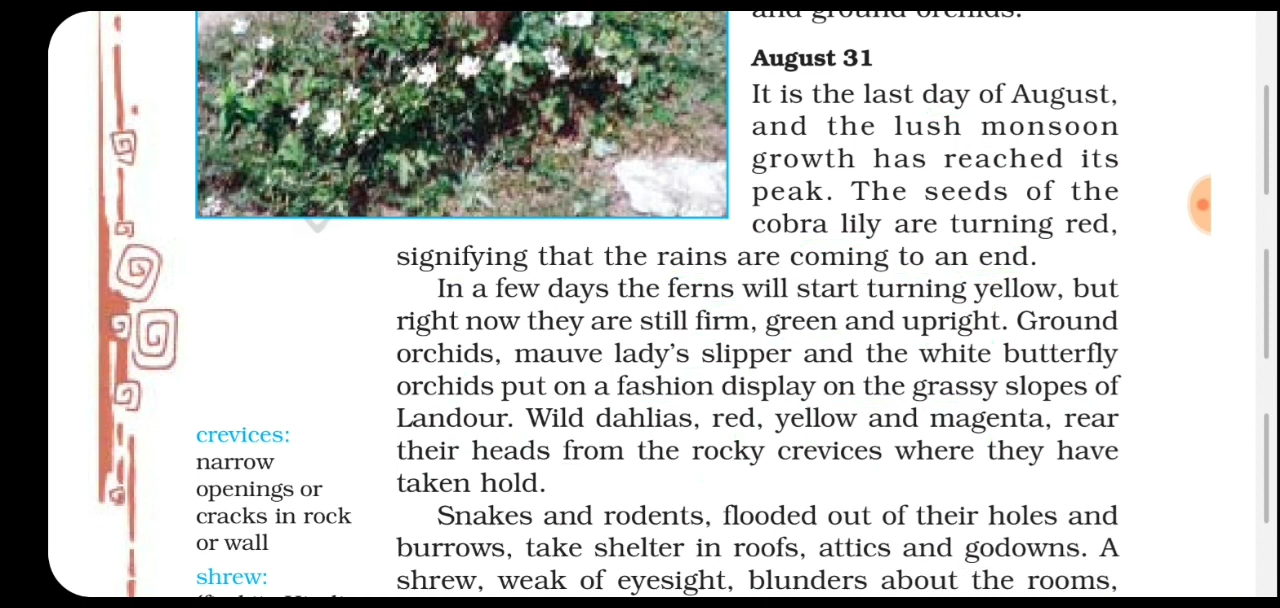 and ground orchids.
August 31
It is the last day of August,
and the lush monsoon
growth has reached its
peak. The seeds of the
cobra lily are turning red,
signifying that the rains are coming to an end.
In a few days the ferns will start turning yellow, but
right now they are still firm, green and upright. Ground
orchids, mauve lady's slipper and the white butterfly
orchids put on a fashion display on the grassy slopes of
Landour. Wild dahlias, red, yellow and magenta, rear
their heads from the rocky crevices where they have
taken hold.
Snakes and rodents, flooded out of their holes and
burrows, take shelter in roofs, attics and godowns. A
shrew, weak of eyesight, blunders about the rooms,
crevices:
narrow
openings or
cracks in rock
or wall
shrew: